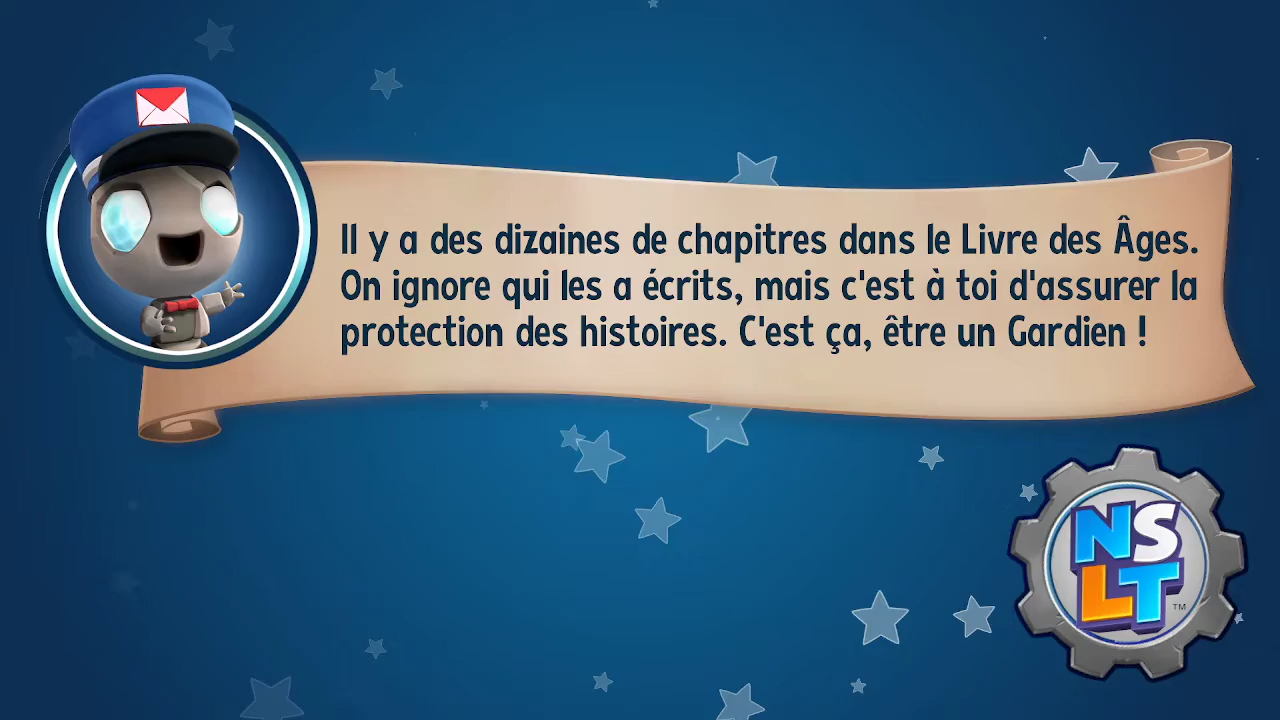 Il y a des dizaines de chapitres dans le Livre des Âges.
On ignore qui les a écrits, mais c'est à toi d'assurer la
protection des histoires. C'est ça, être un Gardien !
NS
LT
TM